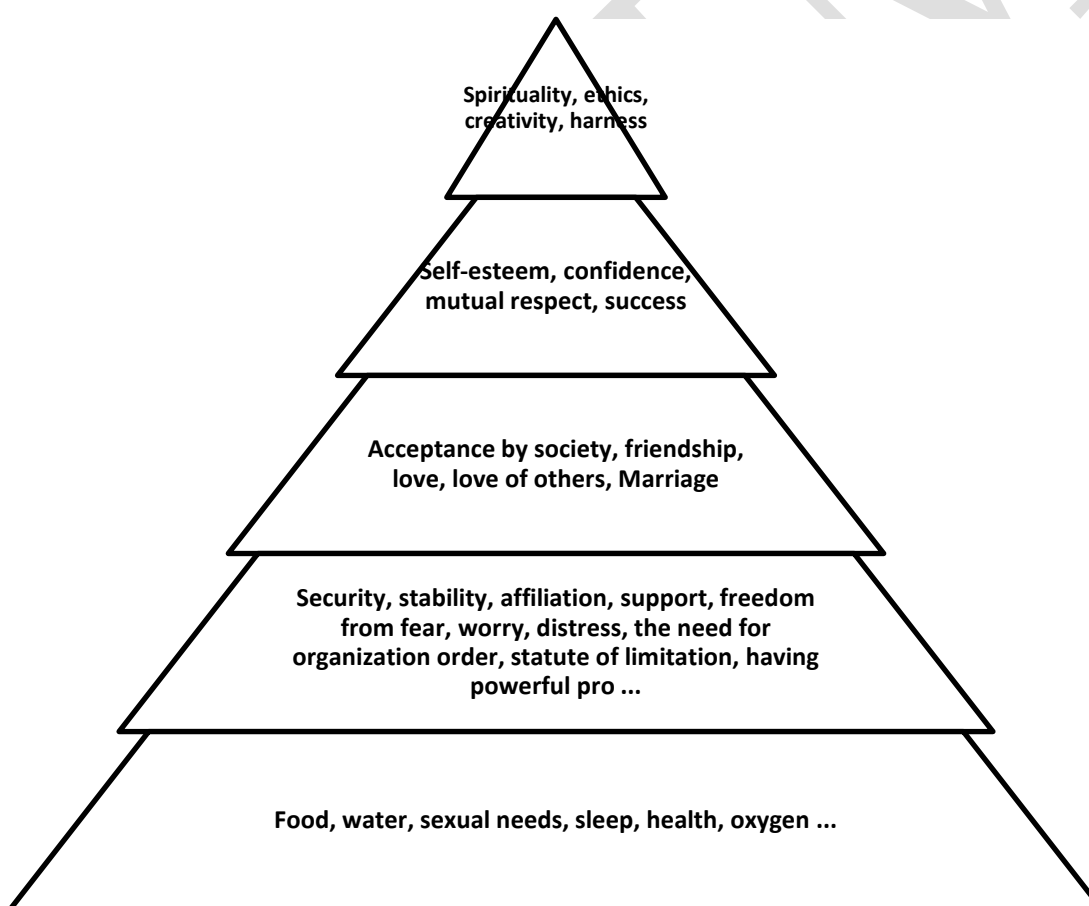 Spirituality, ethics,
creativity, harness
Self-esteem, confidence,
mutual respect, success
Acceptance by society, friendship,
love, love of others, Marriage
Security, stability, affiliation, support, freedom
from fear, worry, distress, the need for
organization order, statute of limitation, having
powerful pro ...
Food, water, sexual needs, sleep, health, oxygen ...